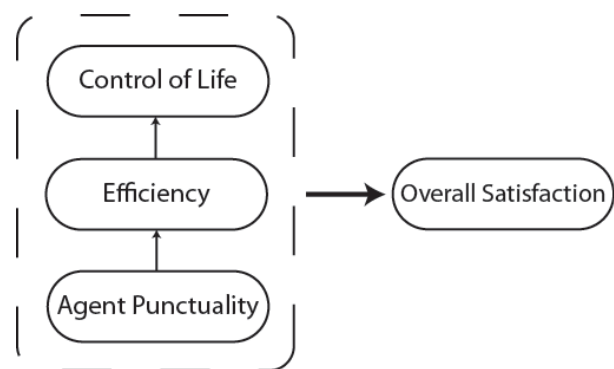 Control of Life
Efficiency
Overall Satisfaction
Agent Punctuality